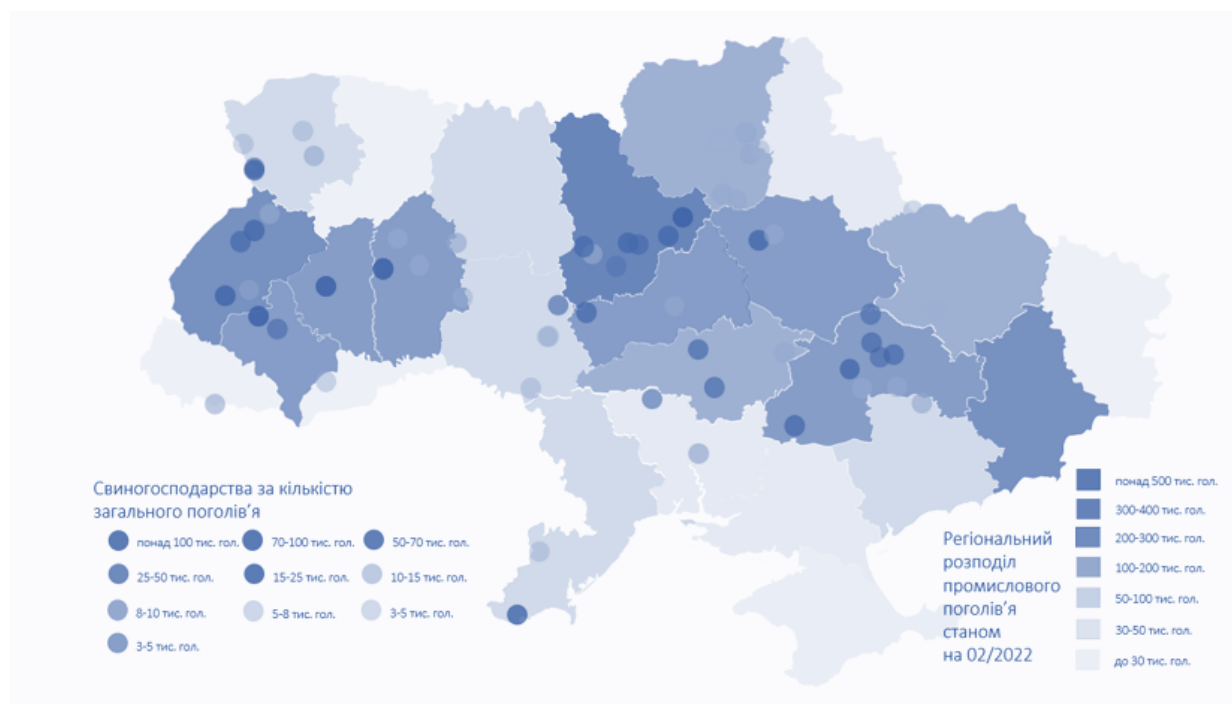 Свиногосподарства за кількістю
загального поголів'я
понад 100 тис. гол.
70-100 тис. гол.
50-70 тис. гол.
25-50 тис. гол.
15-25 тис. гол.
10-15 тис. гол.
8-10 тис. гол.
5-8 тис. гол.
3-5 тис. гол.
3-5 тис. гол.
Регіональний
розподіл
промислового
поголів'я
станом
на 02/2022
понад 500 тис. гол.
300-400 тис. гол.
200-300 тис. гол.
100-200 тис. гол.
50-100 тис. гол.
30-50 тис. гол.
до 30 тис. гол.